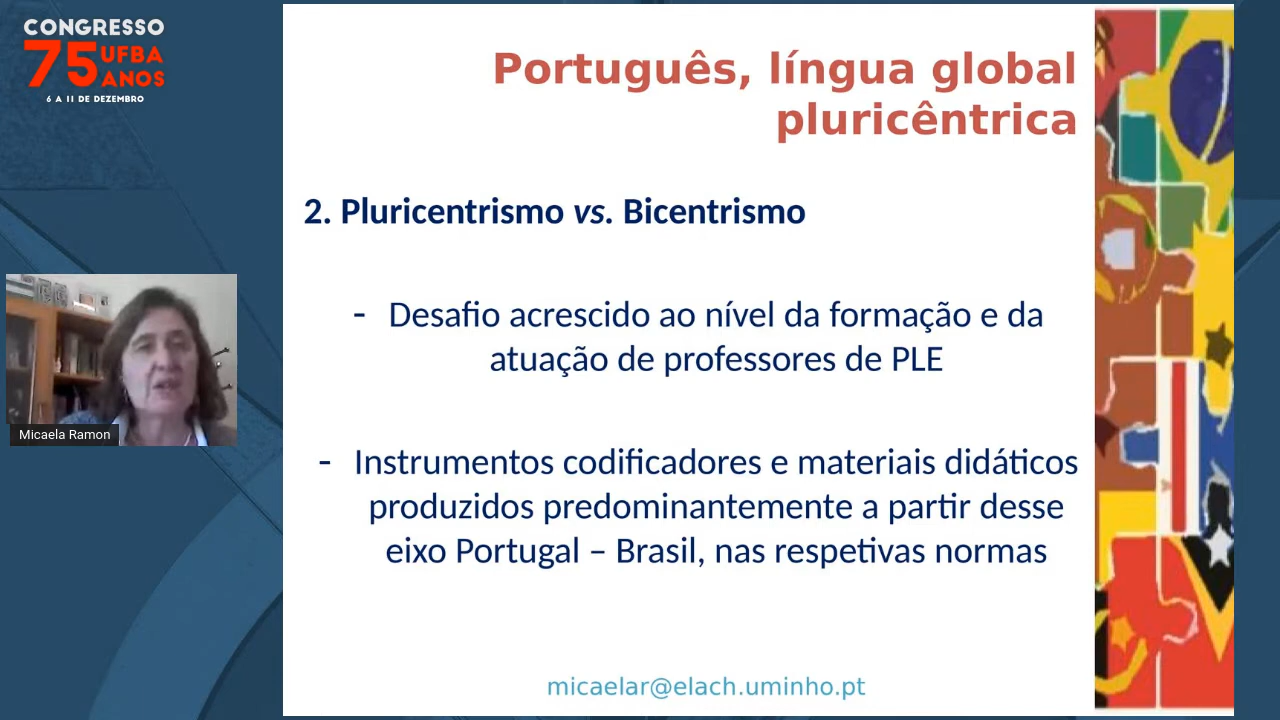 CONGRESSO
75 UFBA
ANOS
6 A 11 DE DEZEMBRO
Português, língua global
pluricêntrica
2. Pluricentrismo vs. Bicentrismo
- Desafio acrescido ao nível da formação e da
atuação de professores de PLE
Micaela Ramon
- Instrumentos codificadores e materiais didáticos
produzidos predominantemente a partir desse
eixo Portugal – Brasil, nas respetivas normas
micaelar@elach.uminho.pt